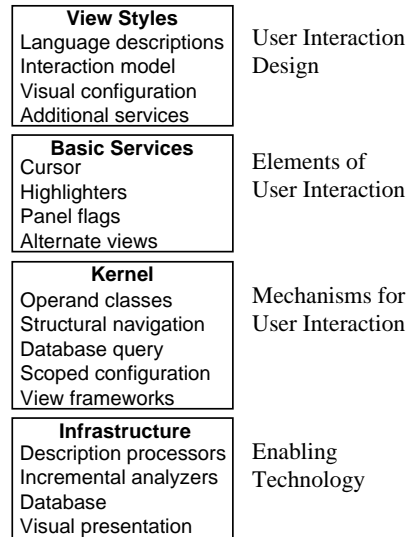 View Styles
Language descriptions
Interaction model
Visual configuration
Additional services
User Interaction
Design
Basic Services
Cursor
Highlighters
Panel flags
Alternate views
Elements of
User Interaction
Kernel
Operand classes
Structural navigation
Database query
Scoped configuration
View frameworks
Mechanisms for
User Interaction
Infrastructure
Description processors
Incremental analyzers
Database
Visual presentation
Enabling
Technology